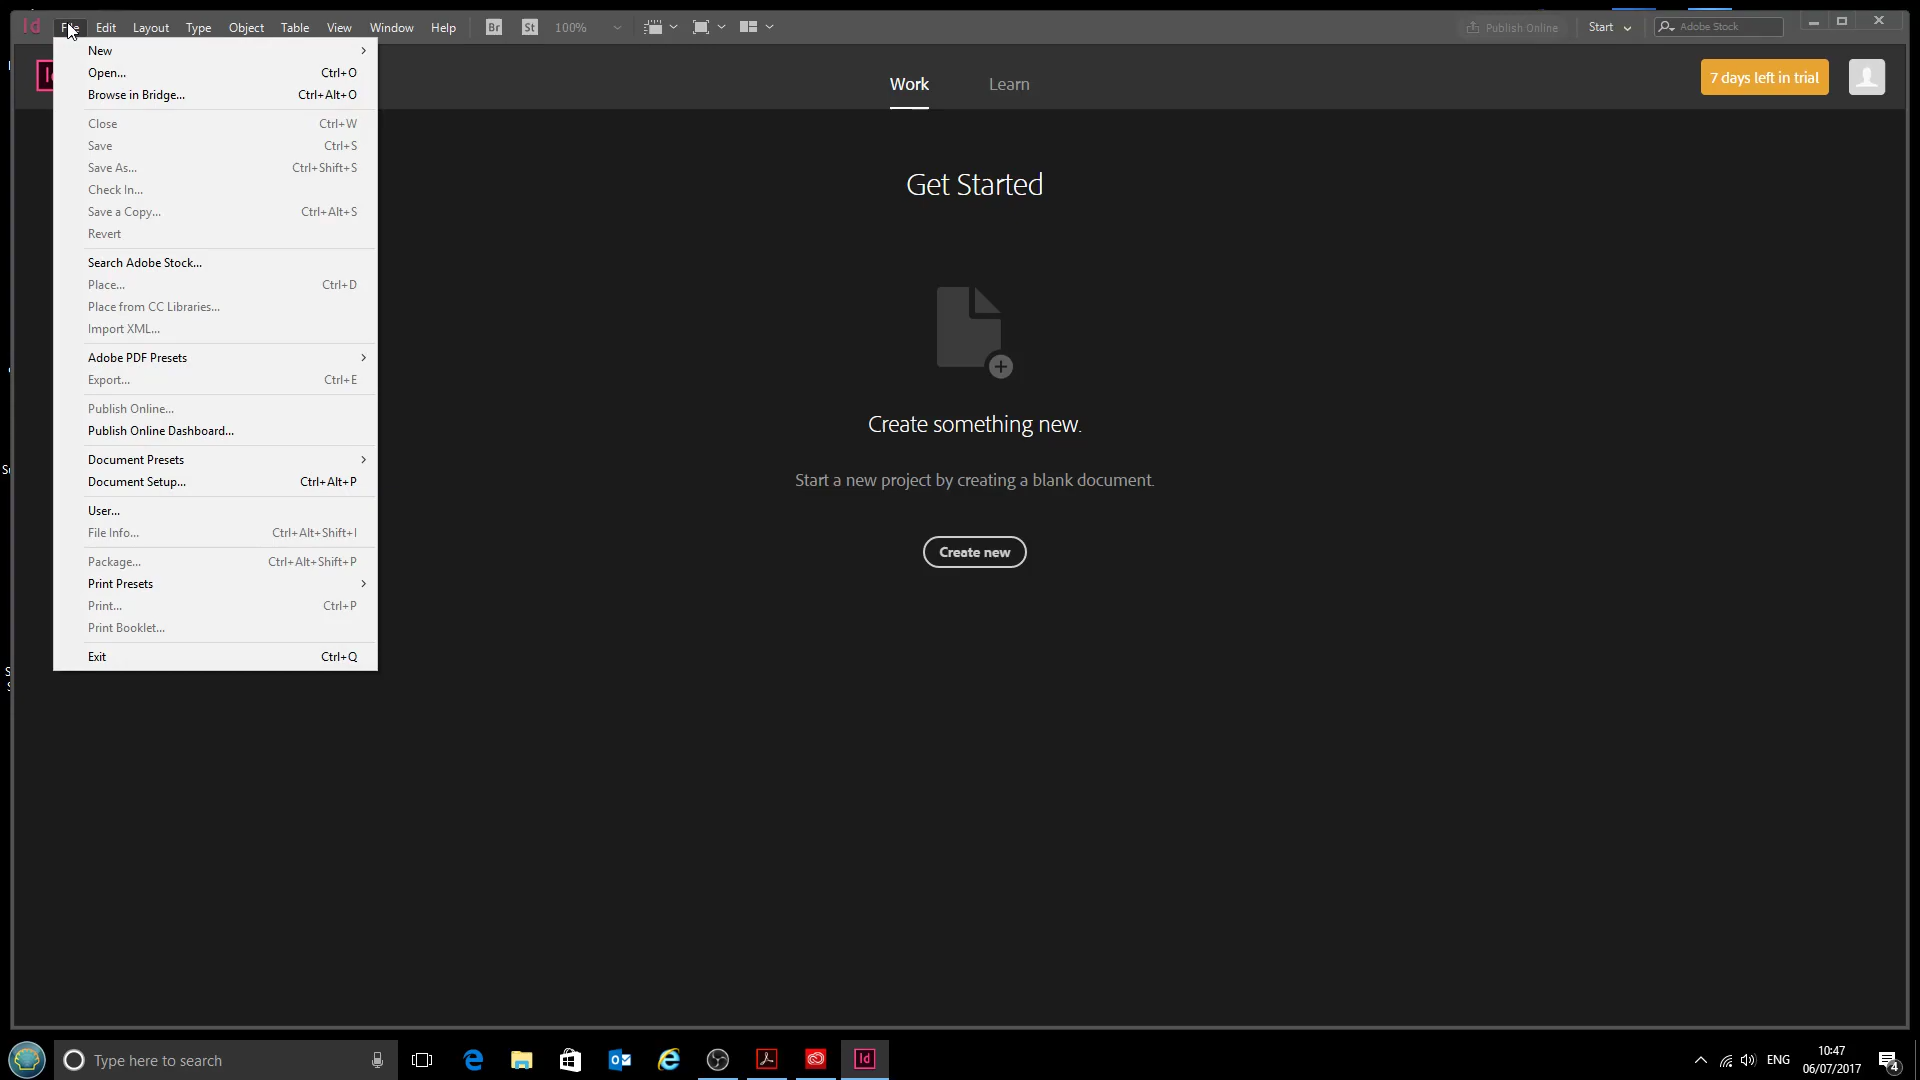 Id File Edit Layout Type Object Table View Window Help Br St 100% Publish Online Start Adobe Stock
Work Learn 7 days left in trial
New
Open... Ctrl+O
Browse in Bridge... Ctrl+Alt+O
Close Ctrl+W
Save Ctrl+S
Save As... Ctrl+Shift+S
Check In...
Save a Copy... Ctrl+Alt+S
Revert
Search Adobe Stock...
Place... Ctrl+D
Place from CC Libraries...
Import XML...
Adobe PDF Presets
Export... Ctrl+E
Publish Online...
Publish Online Dashboard...
Document Presets
Document Setup... Ctrl+Alt+P
User...
File Info... Ctrl+Alt+Shift+I
Package... Ctrl+Alt+Shift+P
Print Presets
Print... Ctrl+P
Print Booklet...
Exit Ctrl+Q
Get Started
Create something new.
Start a new project by creating a blank document.
Create new
Type here to search Id ENG 10:47
06/07/2017 4